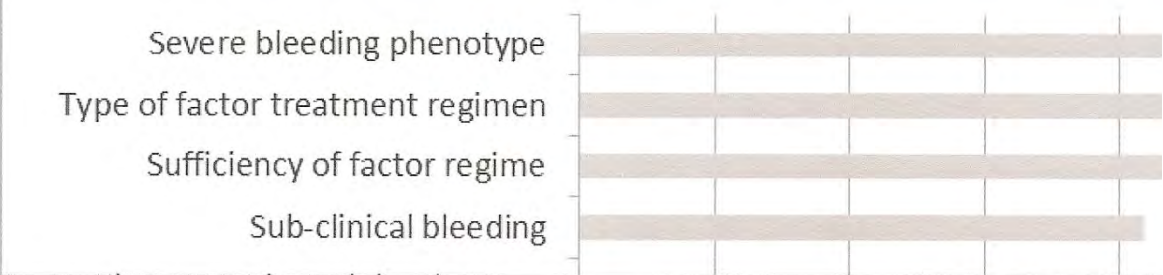 Severe bleeding phenotype
Type of factor treatment regimen
Sufficiency of factor regime
Sub-clinical bleeding